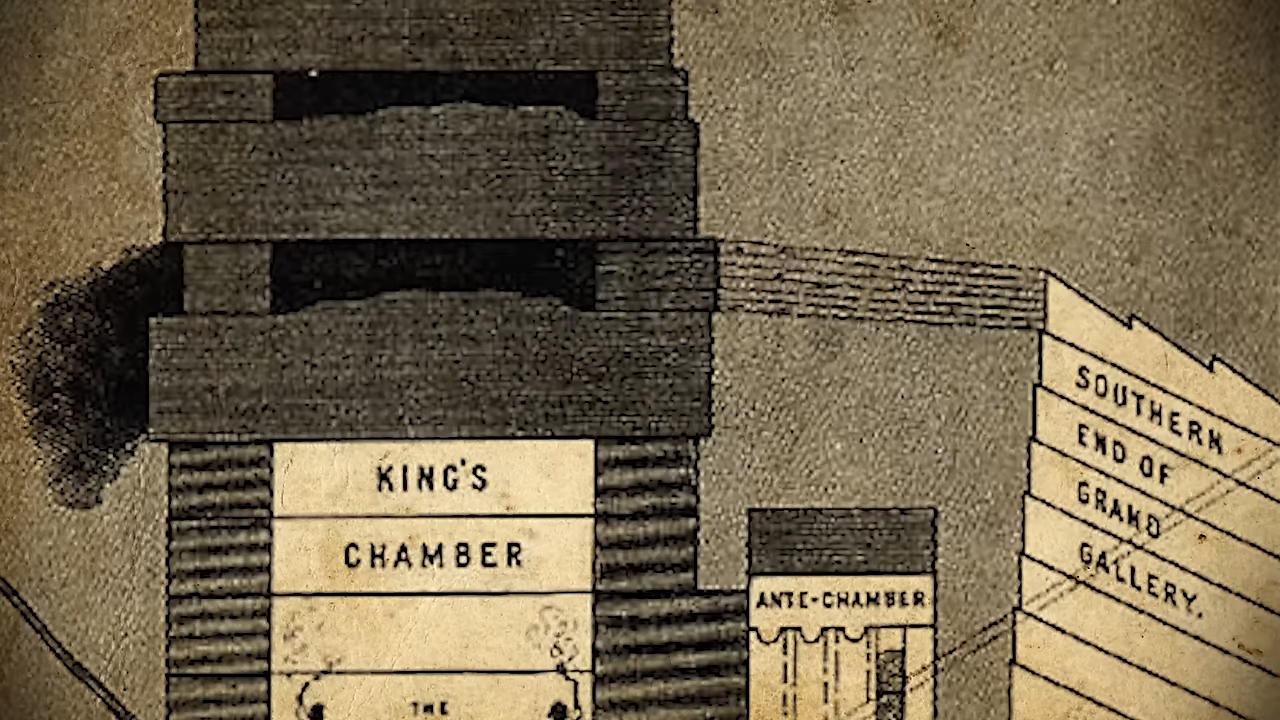 KING'S
CHAMBER
THE
ANTE-CHAMBER
SOUTHERN
END OF
GRAND
GALLERY.